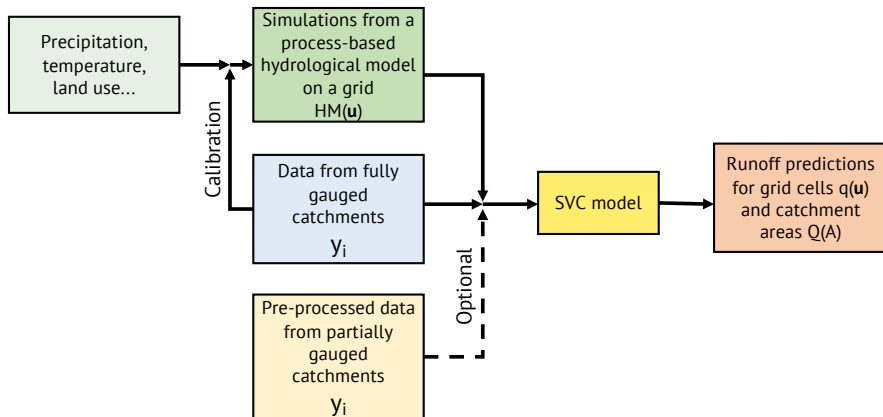 Precipitation,
temperature,
land use...
Simulations from a
process-based
hydrological model
on a grid
HM(u)
Calibration
Data from fully
gauged
catchments
yi
Optional
Pre-processed data
from partially
gauged
catchments
yi
SVC model
Runoff predictions
for grid cells q(u)
and catchment
areas Q(A)